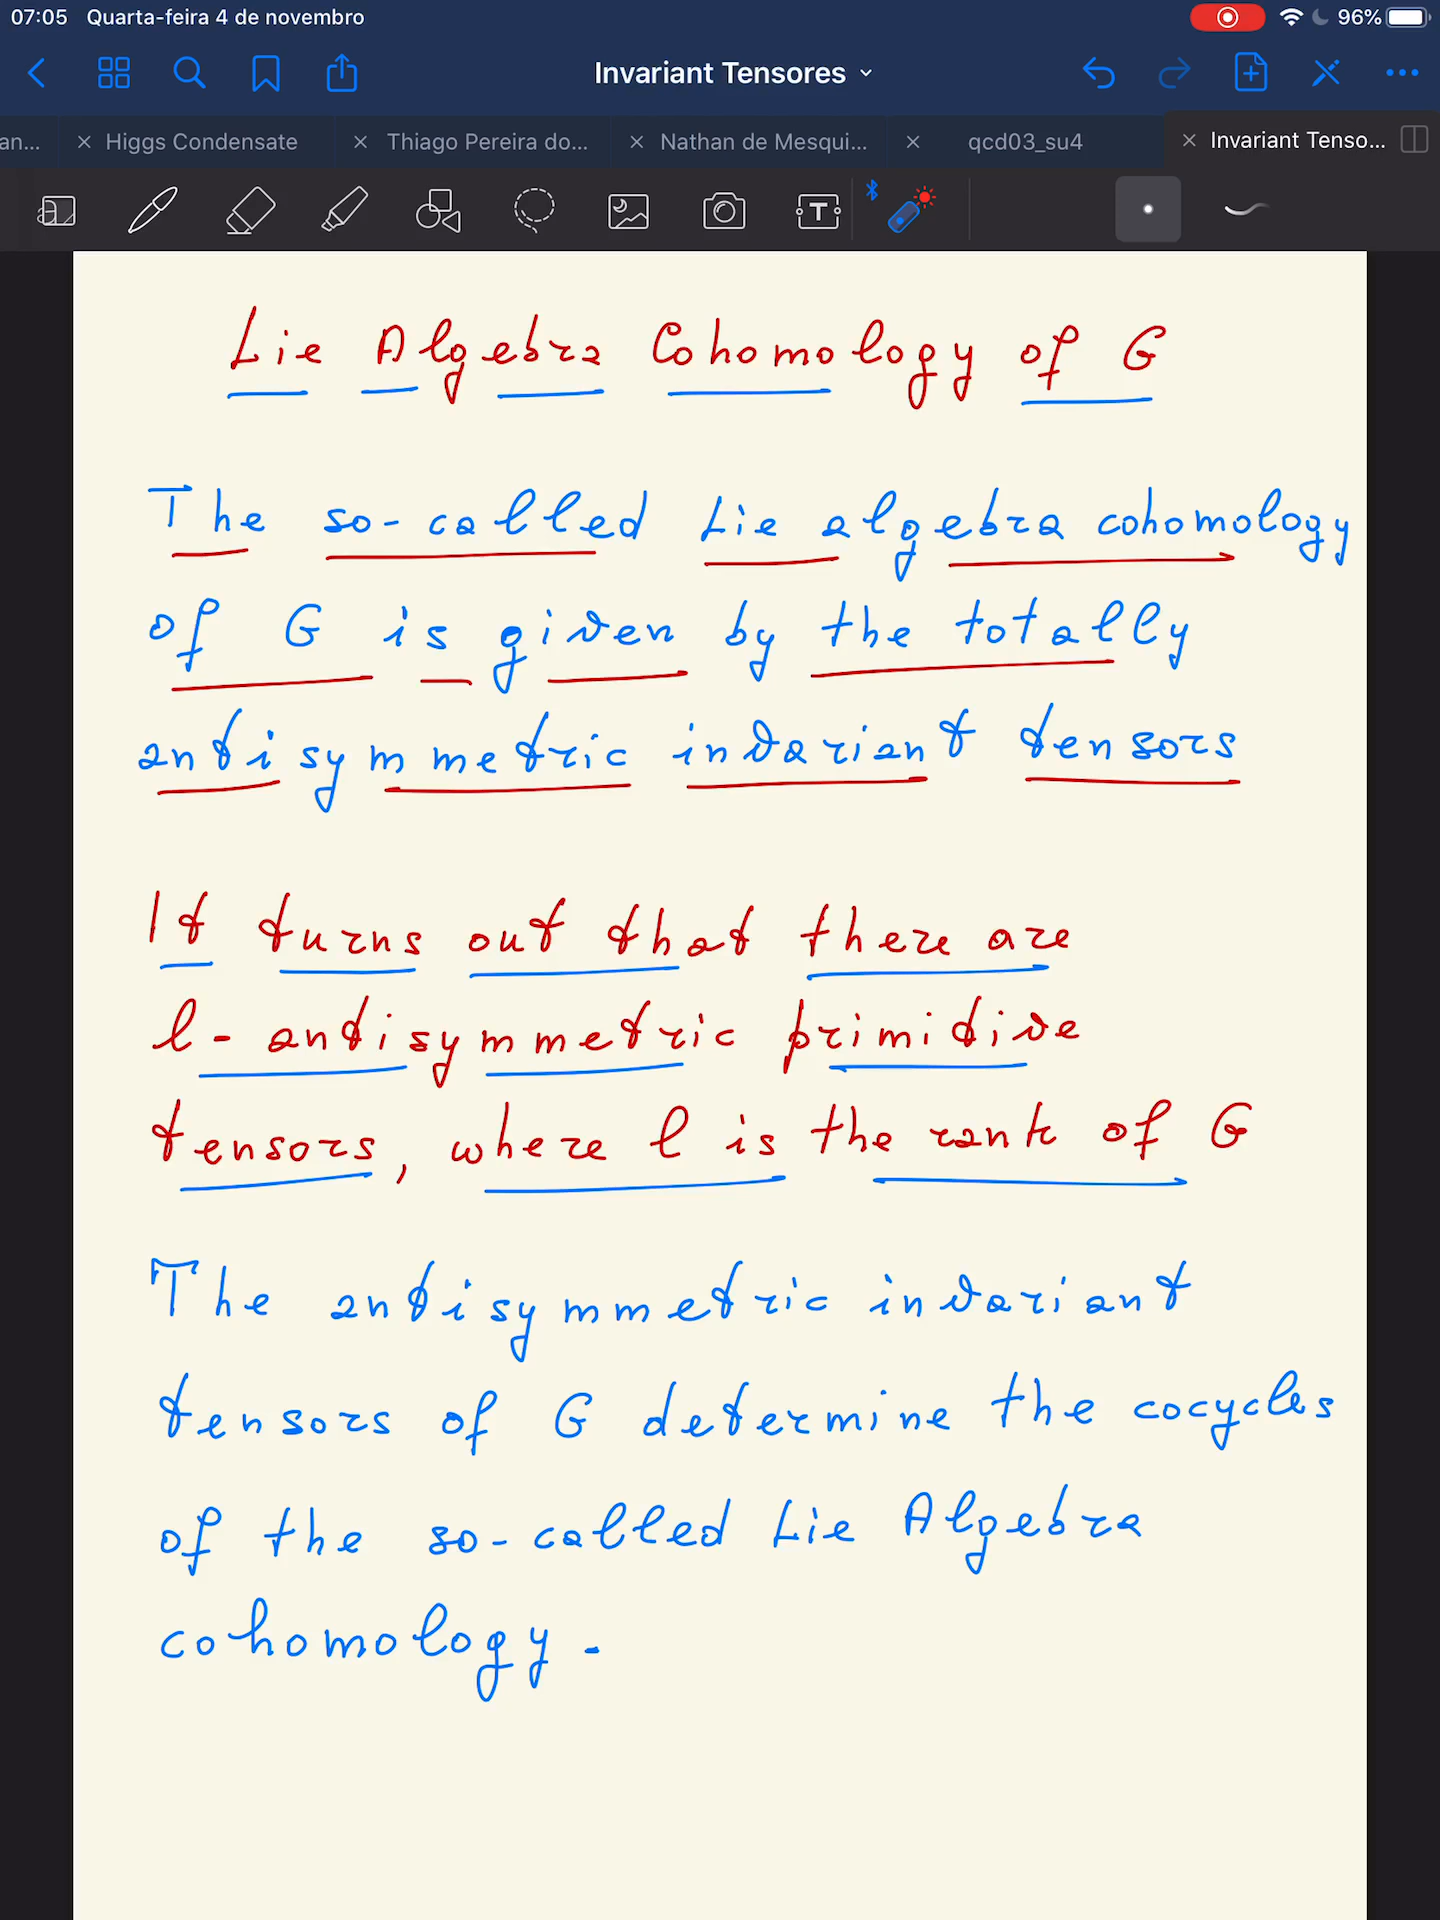 07:05 Quarta-feira 4 de novembro 96%
Invariant Tensores
an... × Higgs Condensate × Thiago Pereira do... × Nathan de Mesqui... × qcd03_su4 × Invariant Tenso...
T
Lie Algebra Cohomology of G
The so-called Lie algebra cohomology
of G is given by the totally
antisymmetric invariant tensors
It turns out that there are
l- antisymmetric primitive
tensors, where l is the rank of G
The antisymmetric invariant
tensors of G determine the cocycles
of the so-called Lie Algebra
cohomology.